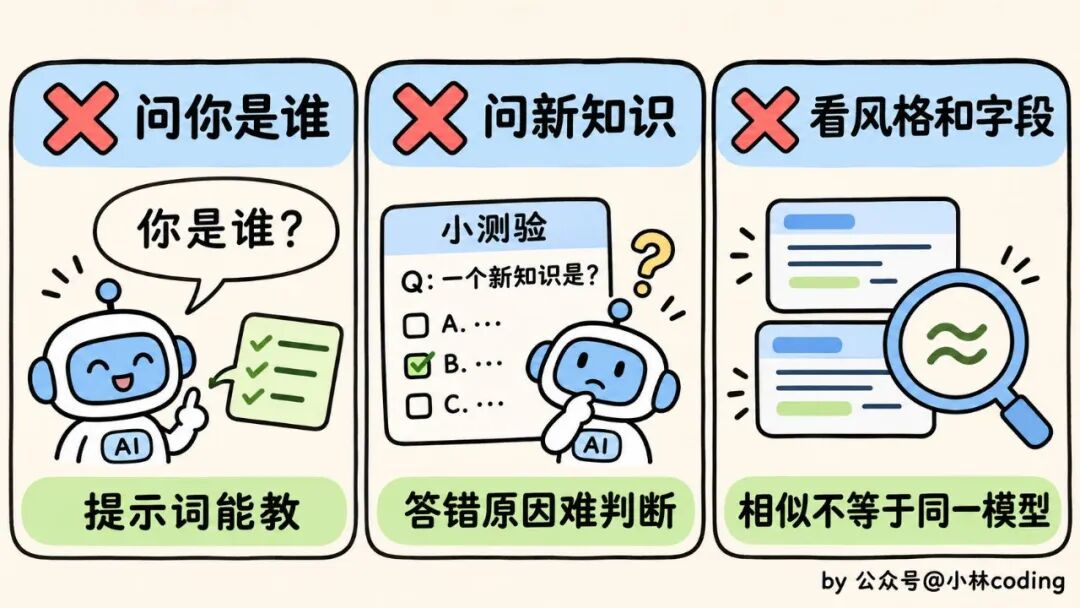 问你是谁
你是谁？
AI
提示词能教
问新知识
小测验
Q：一个新知识是？
A. …
B. …
C. …
AI
答错原因难判断
看风格和字段
相似不等于同一模型
by 公众号@小林coding